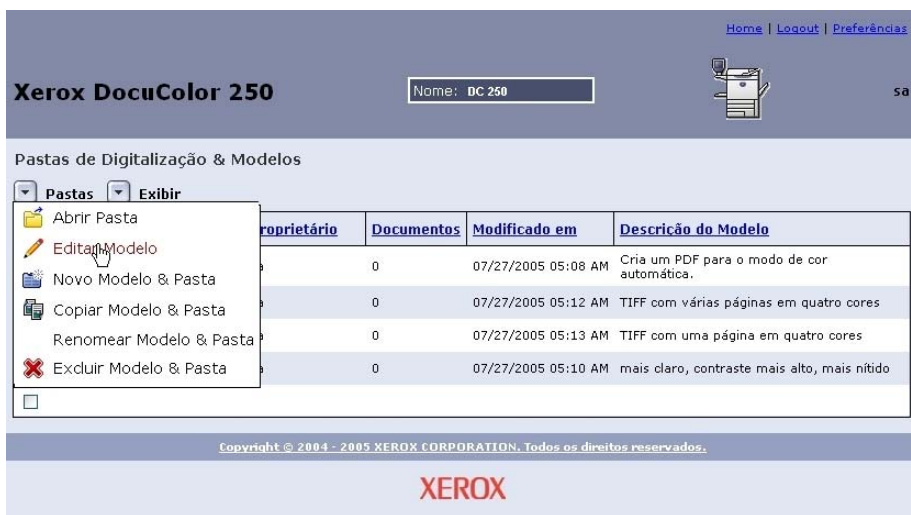 Home | Logout | Preferências
Xerox DocuColor 250
Nome: DC 250
sa
Pastas de Digitalização & Modelos
Pastas Exibir
Abrir Pasta
Editar Modelo
Novo Modelo & Pasta
Copiar Modelo & Pasta
Renomear Modelo & Pasta
Excluir Modelo & Pasta
roprietário Documentos Modificado em Descrição do Modelo
0 07/27/2005 05:08 AM Cria um PDF para o modo de cor
automática.
0 07/27/2005 05:12 AM TIFF com várias páginas em quatro cores
0 07/27/2005 05:13 AM TIFF com uma página em quatro cores
0 07/27/2005 05:10 AM mais claro, contraste mais alto, mais nítido
Copyright © 2004 - 2005 XEROX CORPORATION. Todos os direitos reservados.
XEROX